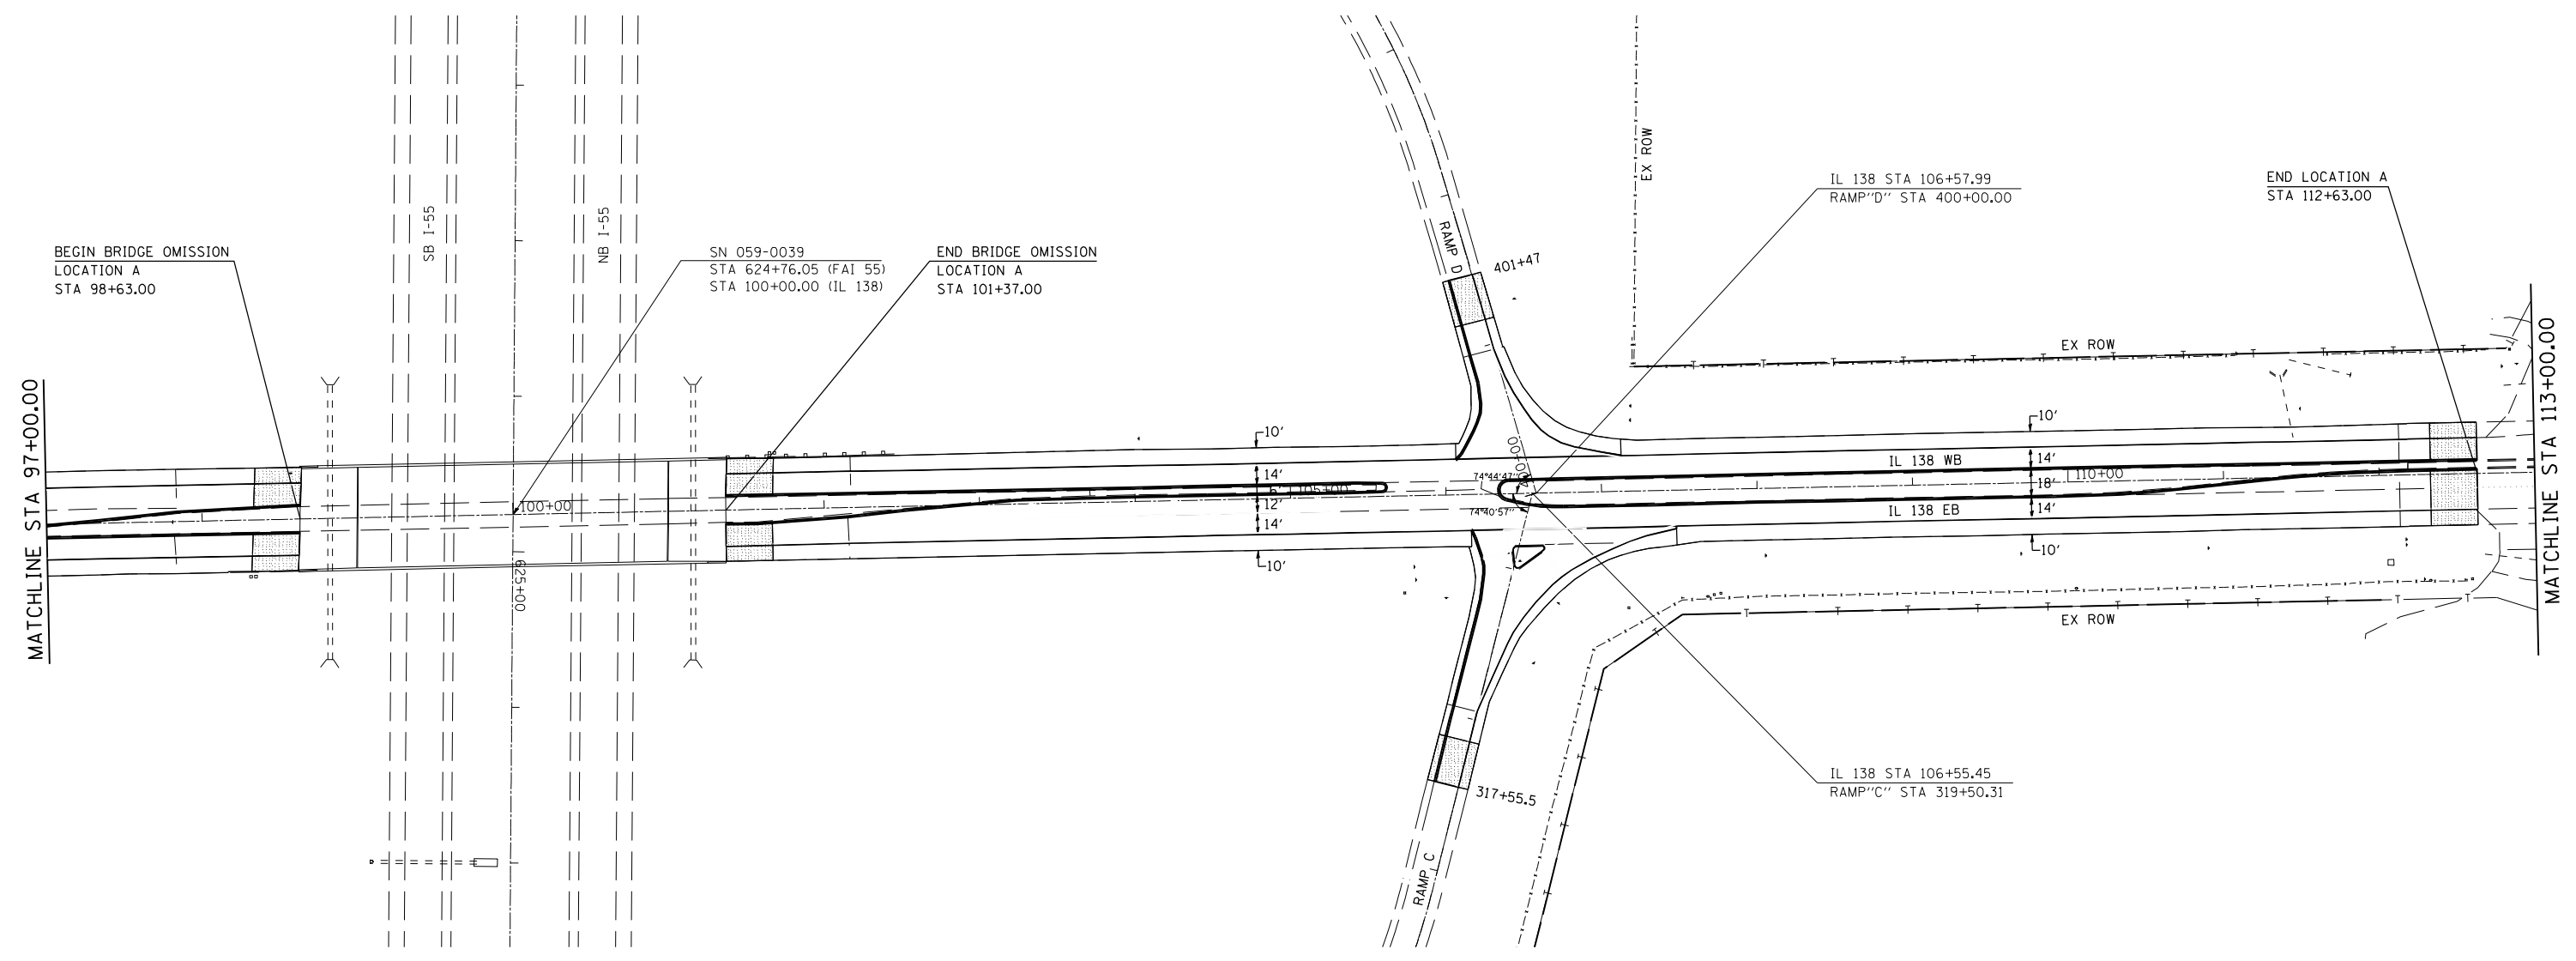 MATCHLINE STA 97+00.00
BEGIN BRIDGE OMISSION
LOCATION A
STA 98+63.00
SB I-55
NB I-55
SN 059-0039
STA 624+76.05 (FAI 55)
STA 100+00.00 (IL 138)
END BRIDGE OMISSION
LOCATION A
STA 101+37.00
100+00
625+00
10'
14'
6'
105+00
12'
14'
10'
RAMP D
401+47
EX ROW
IL 138 STA 106+57.99
RAMP"D" STA 400+00.00
END LOCATION A
STA 112+63.00
EX ROW
74°44'47"
74°40'57"
IL 138 WB
IL 138 EB
10'
14'
110+00
18'
14'
10'
EX ROW
317+55.5
RAMP C
IL 138 STA 106+55.45
RAMP"C" STA 319+50.31
MATCHLINE STA 113+00.00